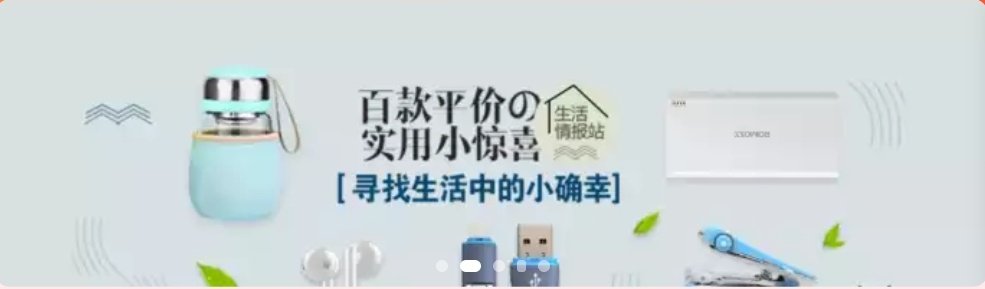 百款平价の
实用小惊喜
生活
情报站
[寻找生活中的小确幸]